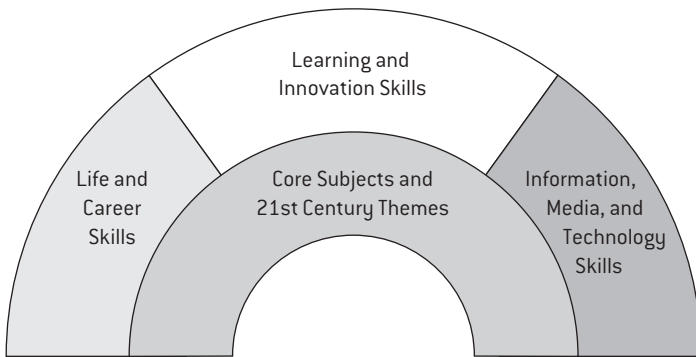 Learning and
Innovation Skills
Life and
Career
Skills
Core Subjects and
21st Century Themes
Information,
Media, and
Technology
Skills